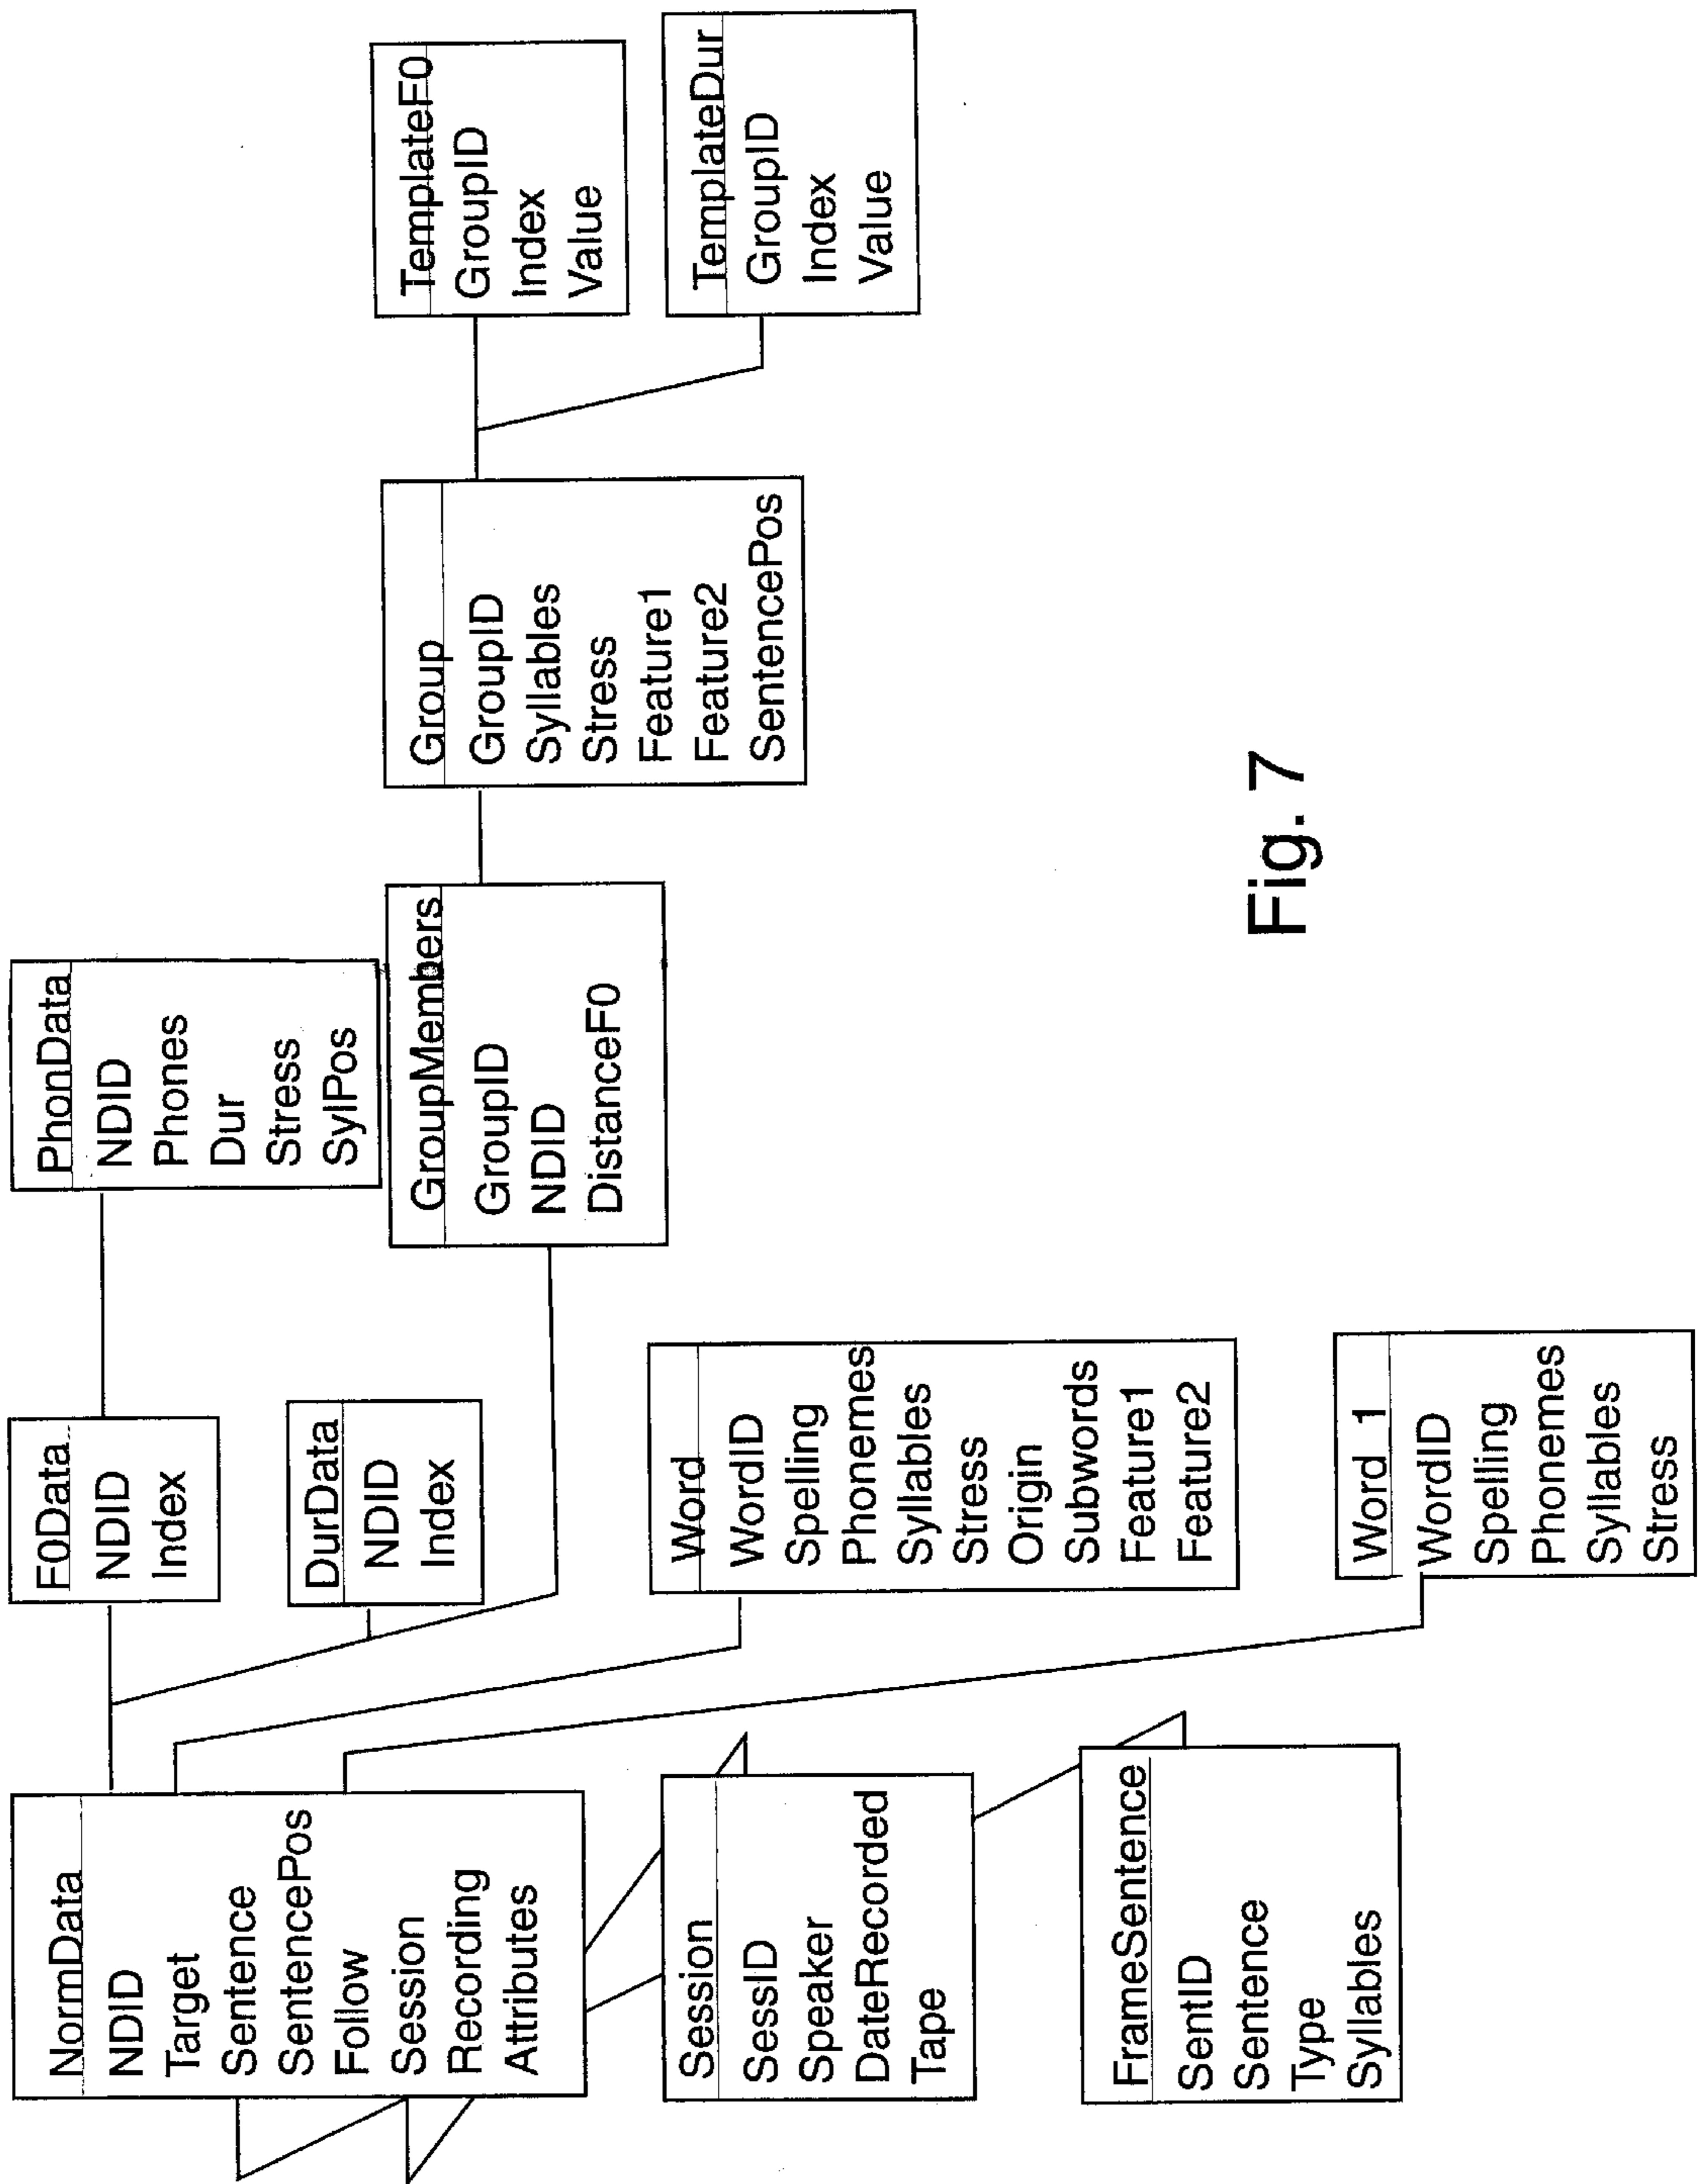 NormData
NDID
Target
Sentence
SentencePos
Follow
Session
Recording
Attributes
Session
SessID
Speaker
DateRecorded
Tape
FrameSentence
SentID
Sentence
Type
Syllables
F0Data
NDID
Index
DurData
NDID
Index
Word
WordID
Spelling
Phonemes
Syllables
Stress
Origin
Subwords
Feature1
Feature2
Word_1
WordID
Spelling
Phonemes
Syllables
Stress
PhonData
NDID
Phones
Dur
Stress
SylPos
GroupMembers
GroupID
NDID
DistanceF0
Group
GroupID
Syllables
Stress
Feature1
Feature2
SentencePos
TemplateF0
GroupID
Index
Value
TemplateDur
GroupID
Index
Value
Fig. 7